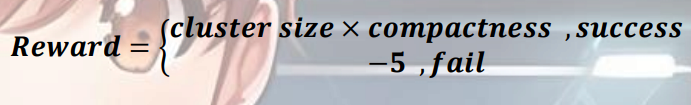 Reward = {cluster size × compactness , success
−5 , fail